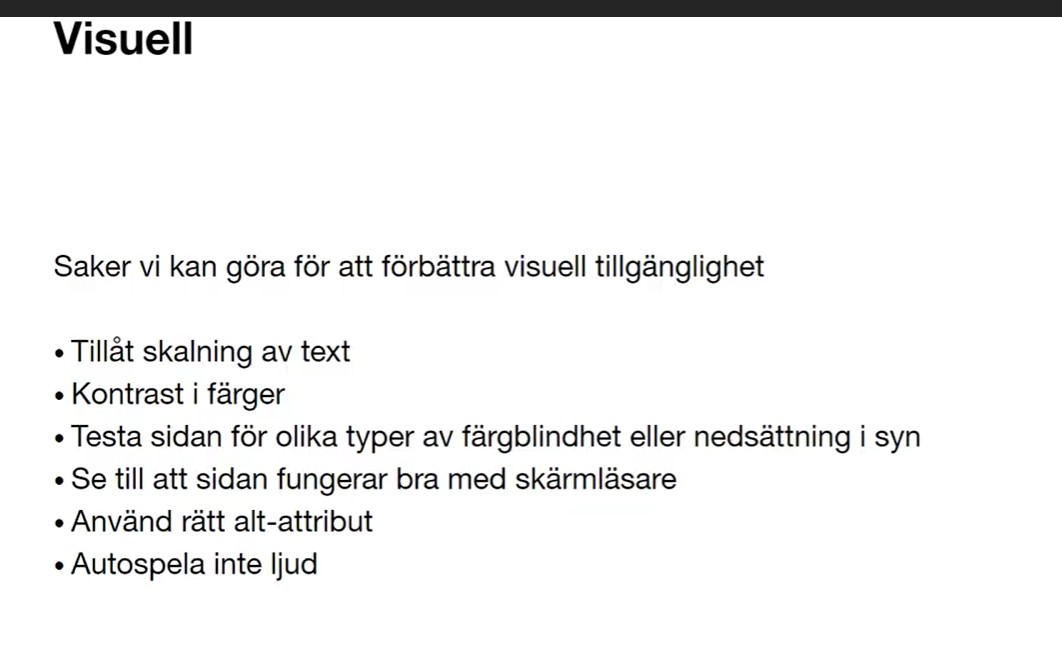 Visuell
Saker vi kan göra för att förbättra visuell tillgänglighet
• Tillåt skalning av text
• Kontrast i färger
• Testa sidan för olika typer av färgblindhet eller nedsättning i syn
• Se till att sidan fungerar bra med skärmläsare
• Använd rätt alt-attribut
• Autospela inte ljud